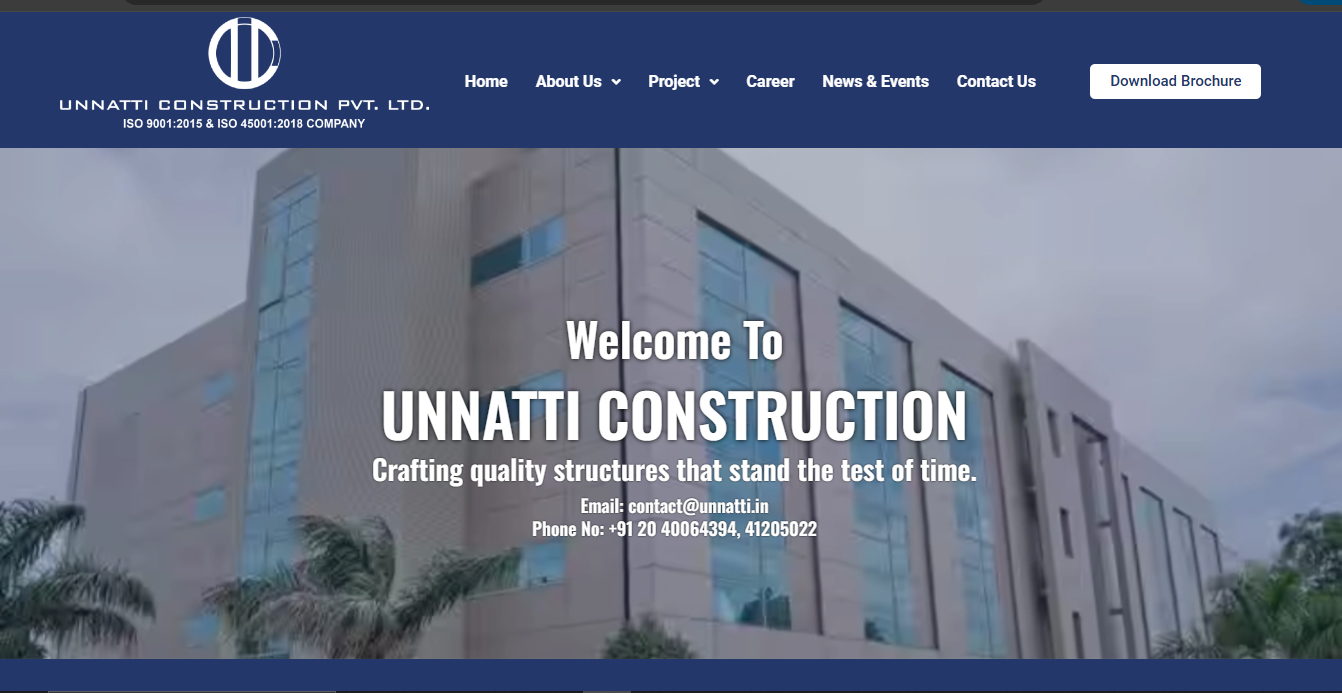 UNNATTI CONSTRUCTION PVT. LTD.
ISO 9001:2015 & ISO 45001:2018 COMPANY
Home About Us Project Career News & Events Contact Us
Download Brochure
Welcome To
UNNATTI CONSTRUCTION
Crafting quality structures that stand the test of time.
Email: contact@unnatti.in
Phone No: +91 20 40064394, 41205022